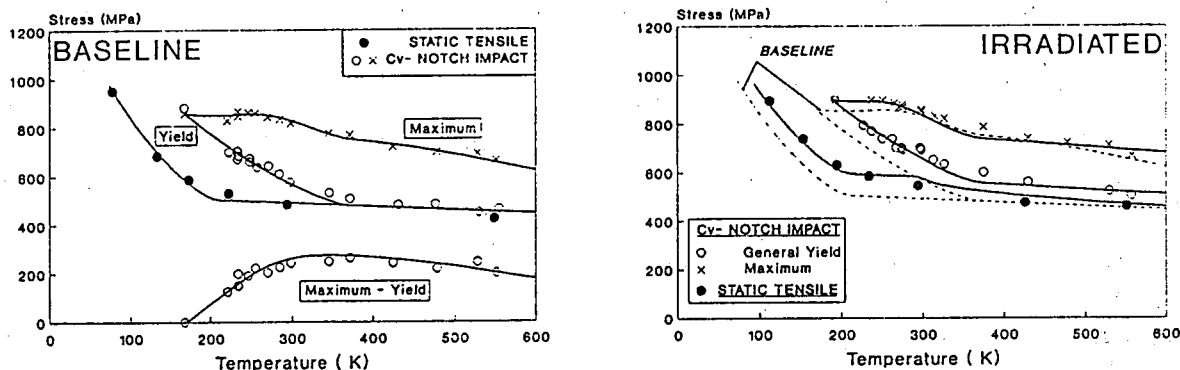 Stress (MPa)
1200
BASELINE
● STATIC TENSILE
○ × Cv- NOTCH IMPACT
1000
800
600
400
200
0
Yield
Maximum
Maximum - Yield
0 100 200 300 400 500 600
Temperature ( K)
Stress (MPa)
1200
BASELINE
IRRADIATED
1000
800
600
400
200
0
Cv- NOTCH IMPACT
○ General Yield
× Maximum
● STATIC TENSILE
0 100 200 300 400 500 600
Temperature ( K)